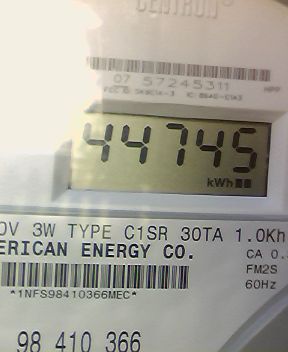 CENTRON®
07 57245311
44745
kWh
0V 3W TYPE C1SR 30TA 1.0Kh
ERICAN ENERGY CO. CA 0.
FM2S
*1NFS98410366MEC* 60Hz
98 410 366